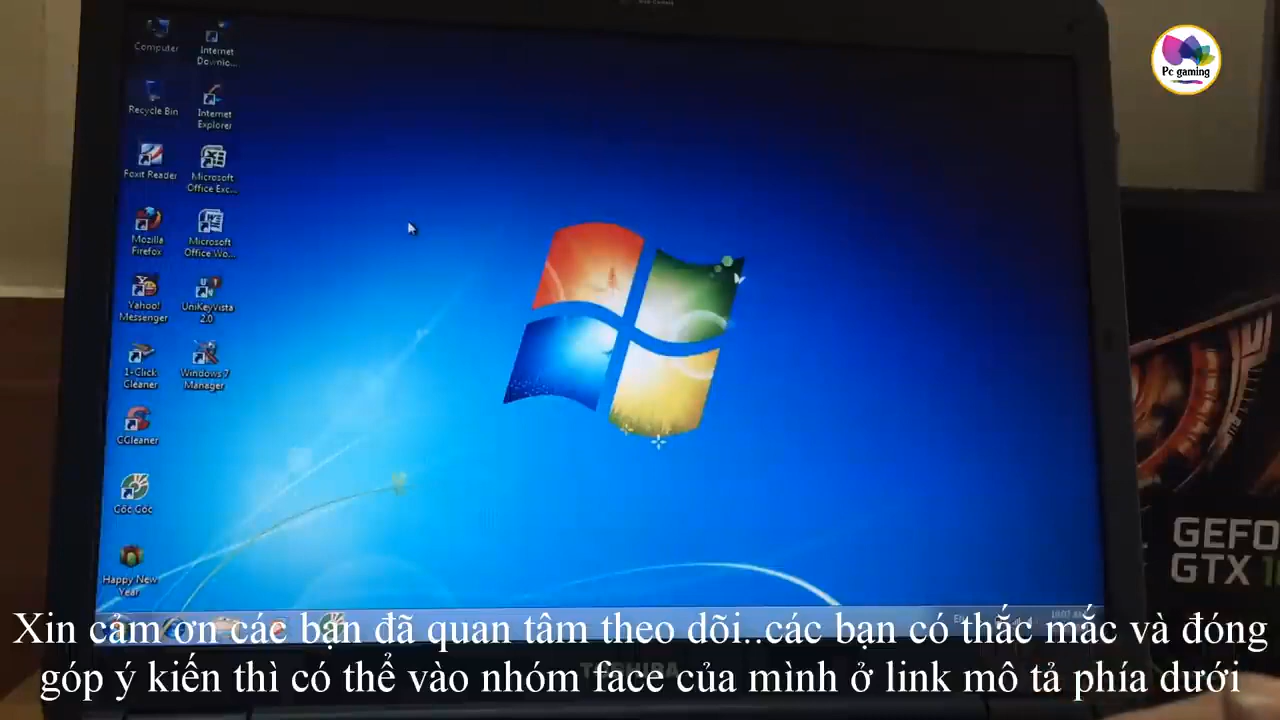 Computer
Internet
Downlo...
Recycle Bin
Internet
Explorer
Foxit Reader
Microsoft
Office Exc...
Mozilla
Firefox
Microsoft
Office Wo...
Yahoo!
Messenger
UniKeyVista
2.0
1-Click
Cleaner
Windows 7
Manager
CCleaner
Cốc Cốc
Happy New
Year
Pc gaming
GEFO
GTX
TOSHIBA
Xin cảm ơn các bạn đã quan tâm theo dõi..các bạn có thắc mắc và đóng
góp ý kiến thì có thể vào nhóm face của mình ở link mô tả phía dưới